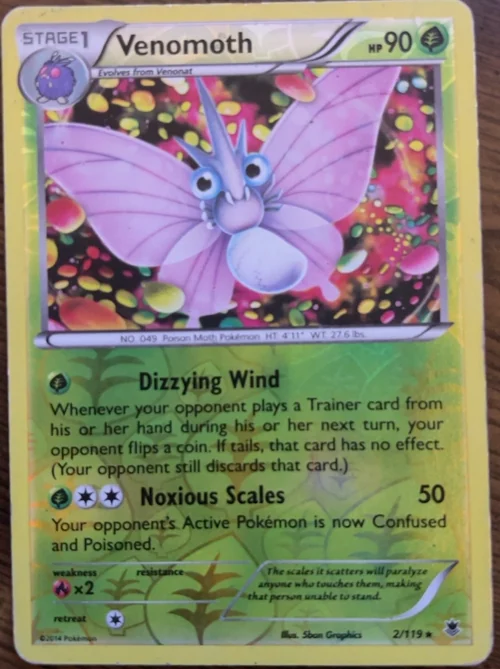 STAGE1
Venomoth
HP 90
Evolves from Venonat
NO. 049 Poison Moth Pokémon HT: 4'11" WT: 27.6 lbs.
Dizzying Wind
Whenever your opponent plays a Trainer card from
his or her hand during his or her next turn, your
opponent flips a coin. If tails, that card has no effect.
(Your opponent still discards that card.)
Noxious Scales 50
Your opponent's Active Pokémon is now Confused
and Poisoned.
weakness resistance
×2
The scales it scatters will paralyze
anyone who touches them, making
that person unable to stand.
retreat
©2014 Pokémon
Illus. 5ban Graphics
2/119 ★